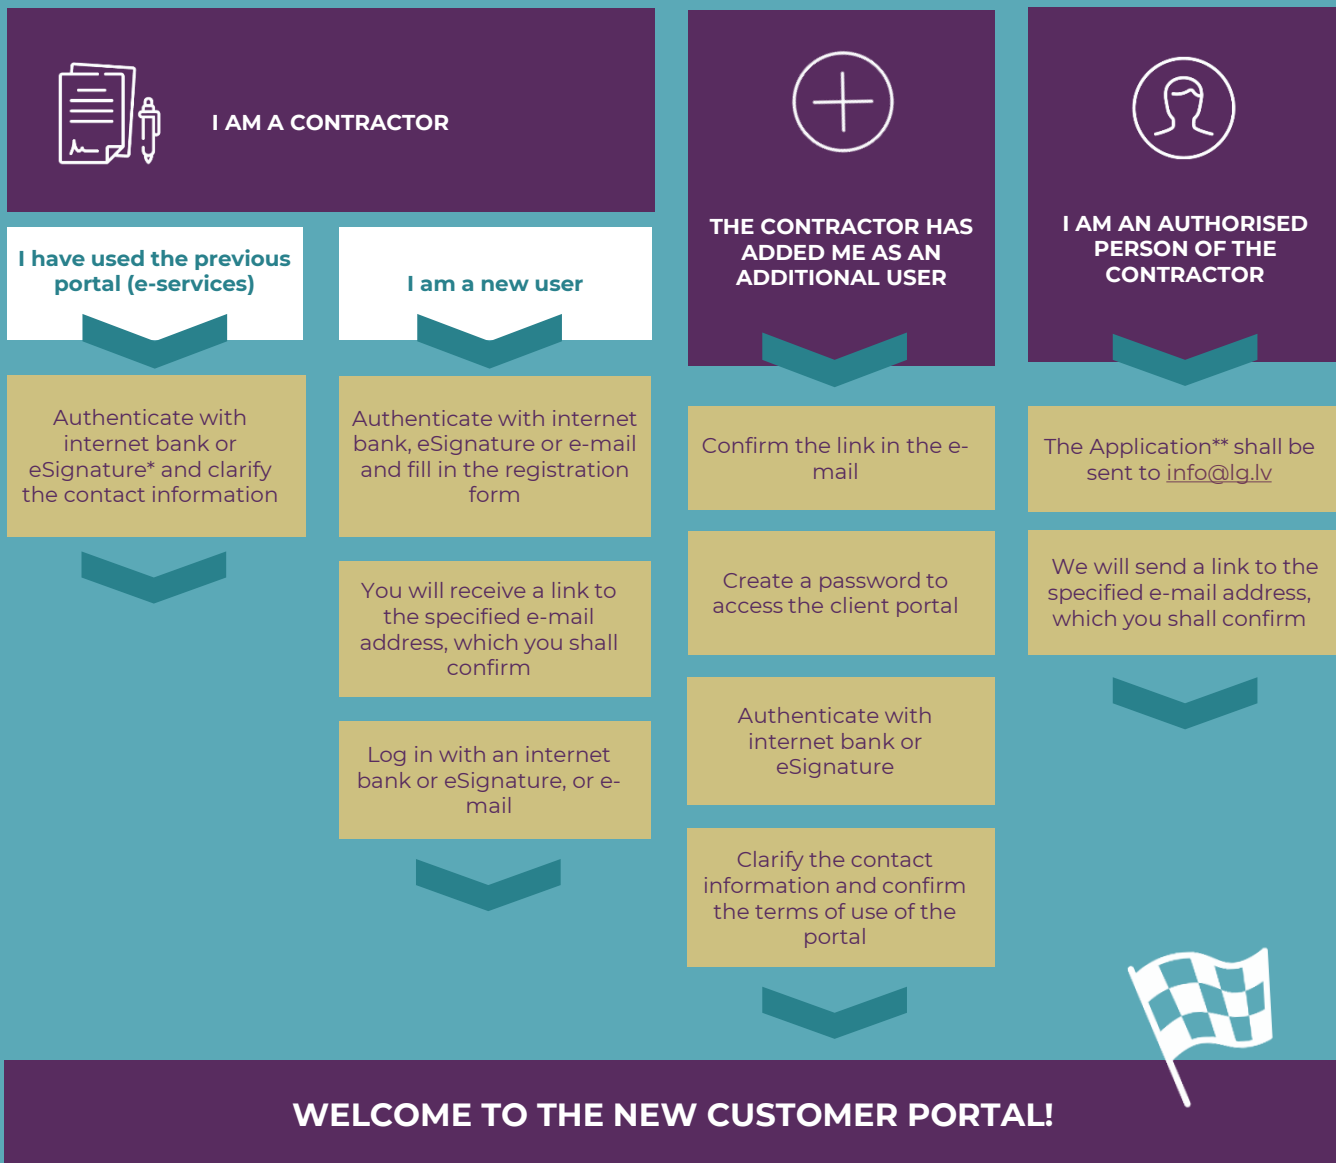 I AM A CONTRACTOR
I have used the previous
portal (e-services)
Authenticate with
internet bank or
eSignature* and clarify
the contact information
I am a new user
Authenticate with internet
bank, eSignature or e-mail
and fill in the registration
form
You will receive a link to
the specified e-mail
address, which you shall
confirm
Log in with an internet
bank or eSignature, or e-
mail
THE CONTRACTOR HAS
ADDED ME AS AN
ADDITIONAL USER
Confirm the link in the e-
mail
Create a password to
access the client portal
Authenticate with
internet bank or
eSignature
Clarify the contact
information and confirm
the terms of use of the
portal
I AM AN AUTHORISED
PERSON OF THE
CONTRACTOR
The Application** shall be
sent to info@lg.lv
We will send a link to the
specified e-mail address,
which you shall confirm
WELCOME TO THE NEW CUSTOMER PORTAL!